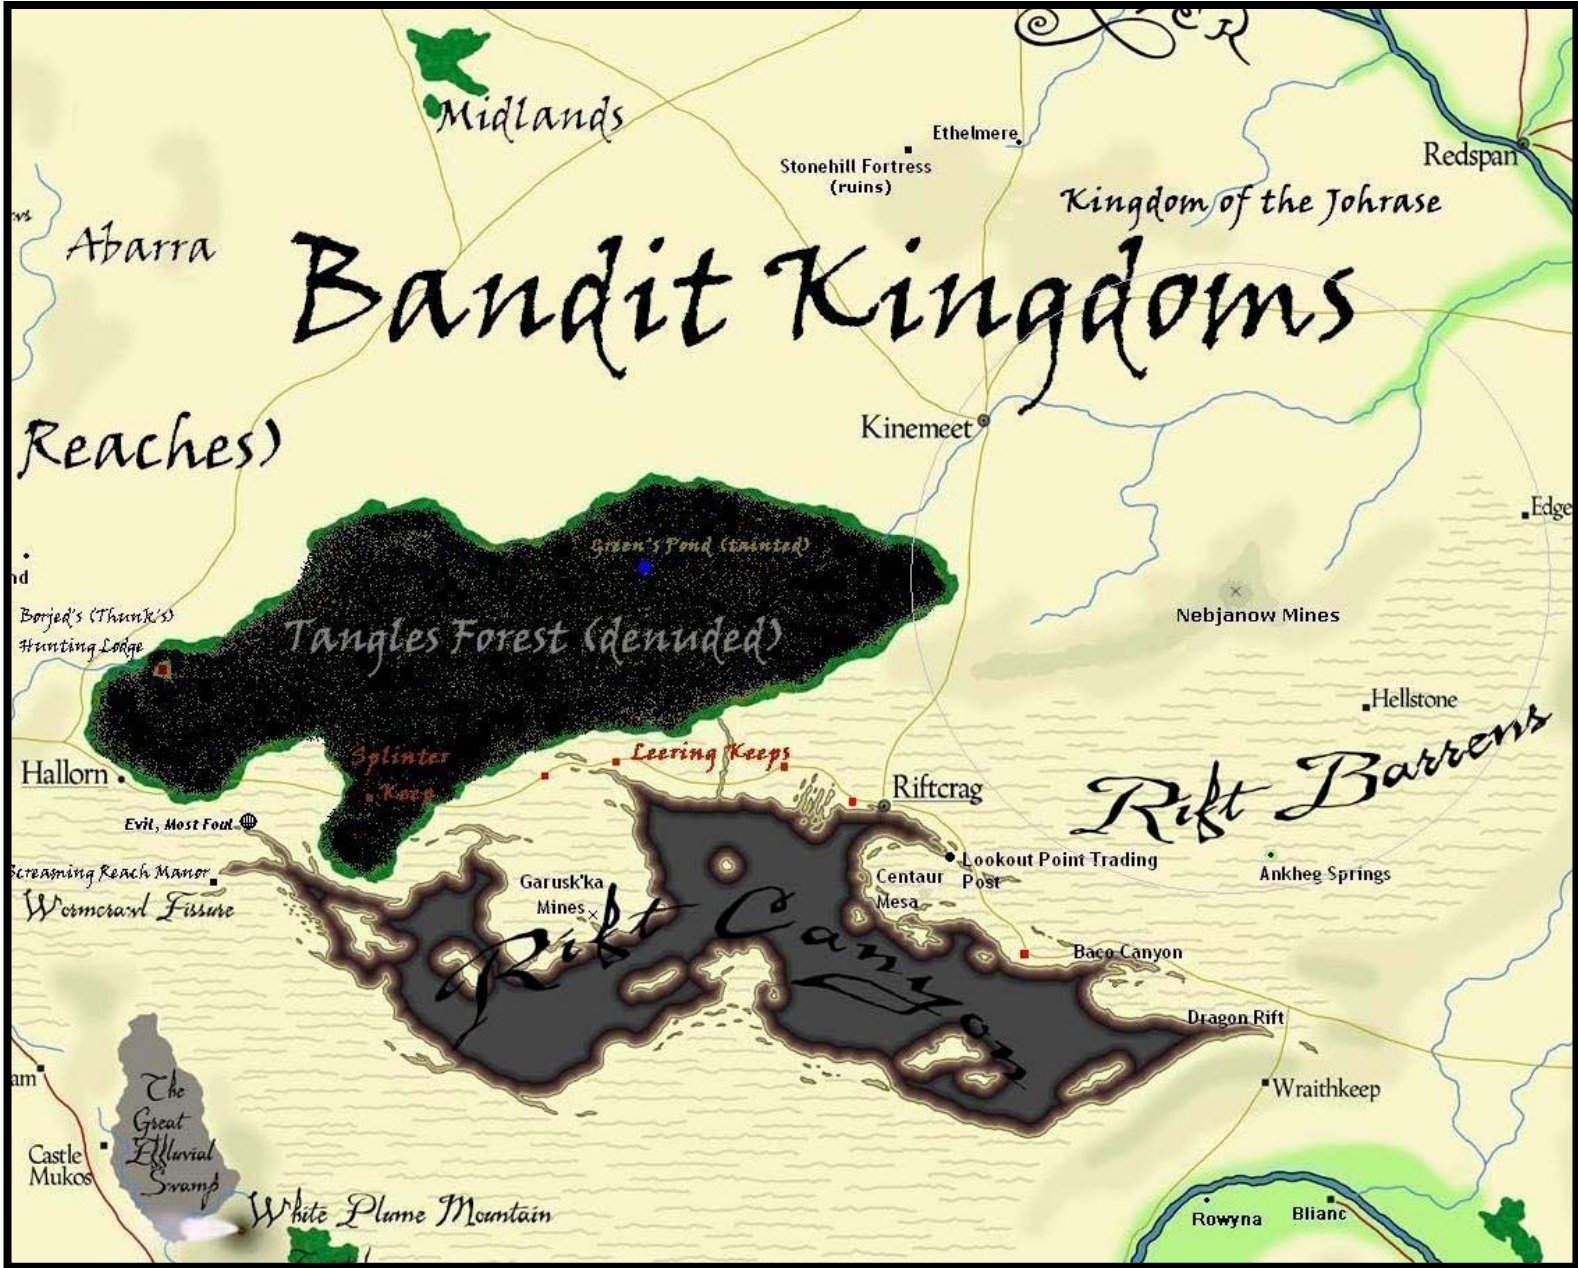 Midlands
Ethelmere
Stonehill Fortress
(ruins)
Redspan
Kingdom of the Johrase
Abarra
Bandit Kingdoms
Reaches)
Kinemeet
Edge
Green's Pond (tainted)
nd
Borjed's (Thunk's)
Hunting Lodge
Tangles Forest (denuded)
Nebjanow Mines
Hellstone
Rift Barrens
Splinter
Keep
Leering Keeps
Hallorn
Riftcrag
Evil, Most Foul
Lookout Point Trading
Post
Centaur
Mesa
Ankheg Springs
Screaming Reach Manor
Wormcrawl Fissure
Garusk'ka
Mines
Rift Canyon
Baco Canyon
Dragon Rift
am
The
Great
Elluvial
Swamp
Wraithkeep
Castle
Mukos
White Plume Mountain
Rowyna
Blianc